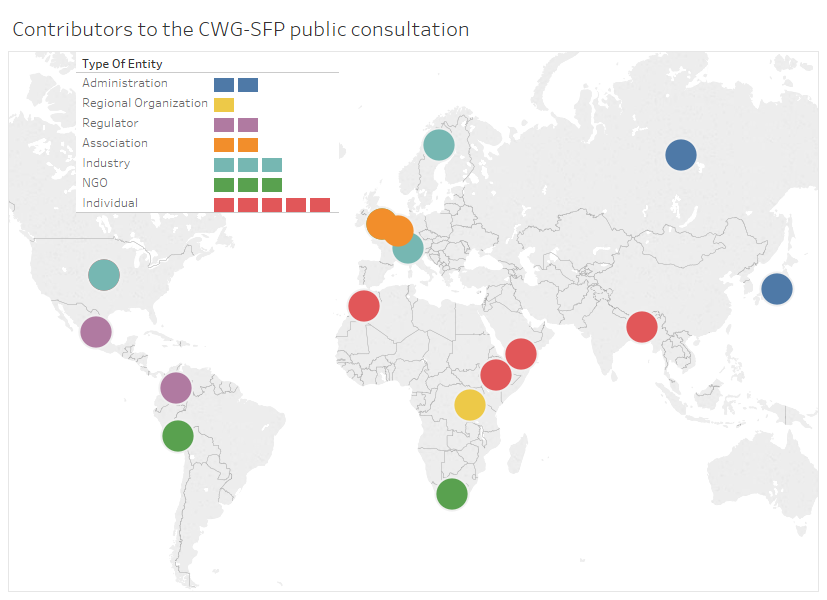 Contributors to the CWG-SFP public consultation
Type Of Entity
Administration
Regional Organization
Regulator
Association
Industry
NGO
Individual